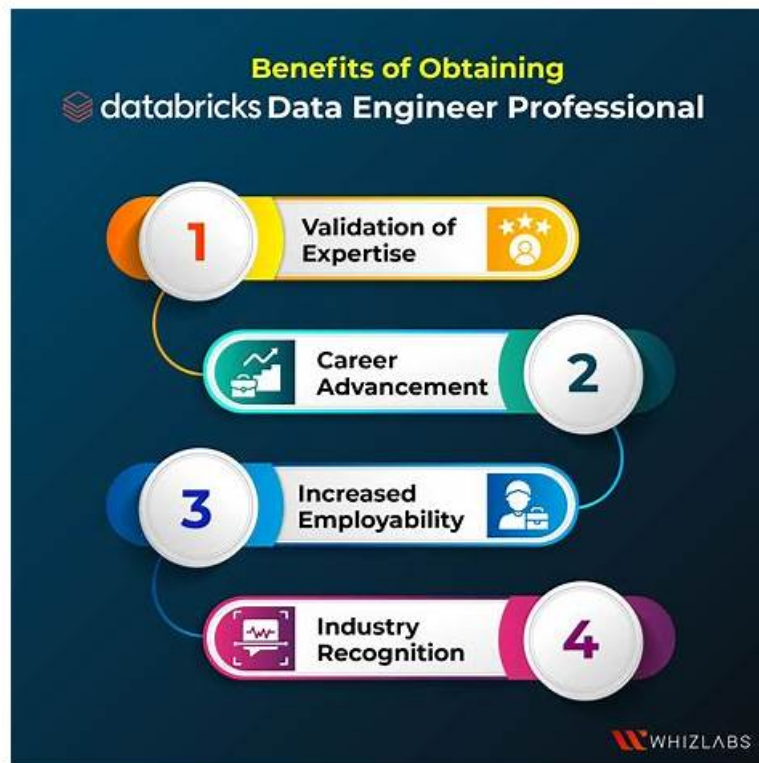 Benefits of Obtaining
databricks Data Engineer Professional
1
Validation of
Expertise
Career
Advancement
2
3
Increased
Employability
Industry
Recognition
4
WHIZLABS